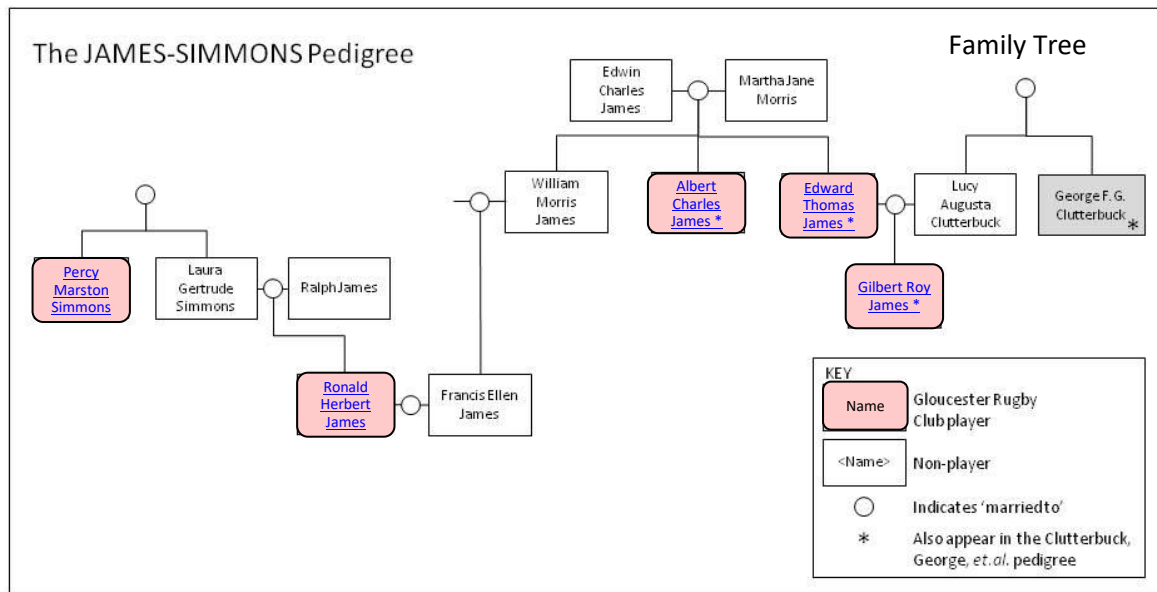 The JAMES-SIMMONS Pedigree
Family Tree
Edwin
Charles
James
Martha Jane
Morris
William
Morris
James
Albert
Charles
James *
Edward
Thomas
James *
Lucy
Augusta
Clutterbuck
George F. G.
Clutterbuck
*
Percy
Marston
Simmons
Laura
Gertrude
Simmons
Ralph James
Gilbert Roy
James *
Ronald
Herbert
James
Francis Ellen
James
KEY
Name
Gloucester Rugby
Club player
<Name>
Non-player
Indicates 'married to'
*
Also appear in the Clutterbuck,
George, et.al. pedigree